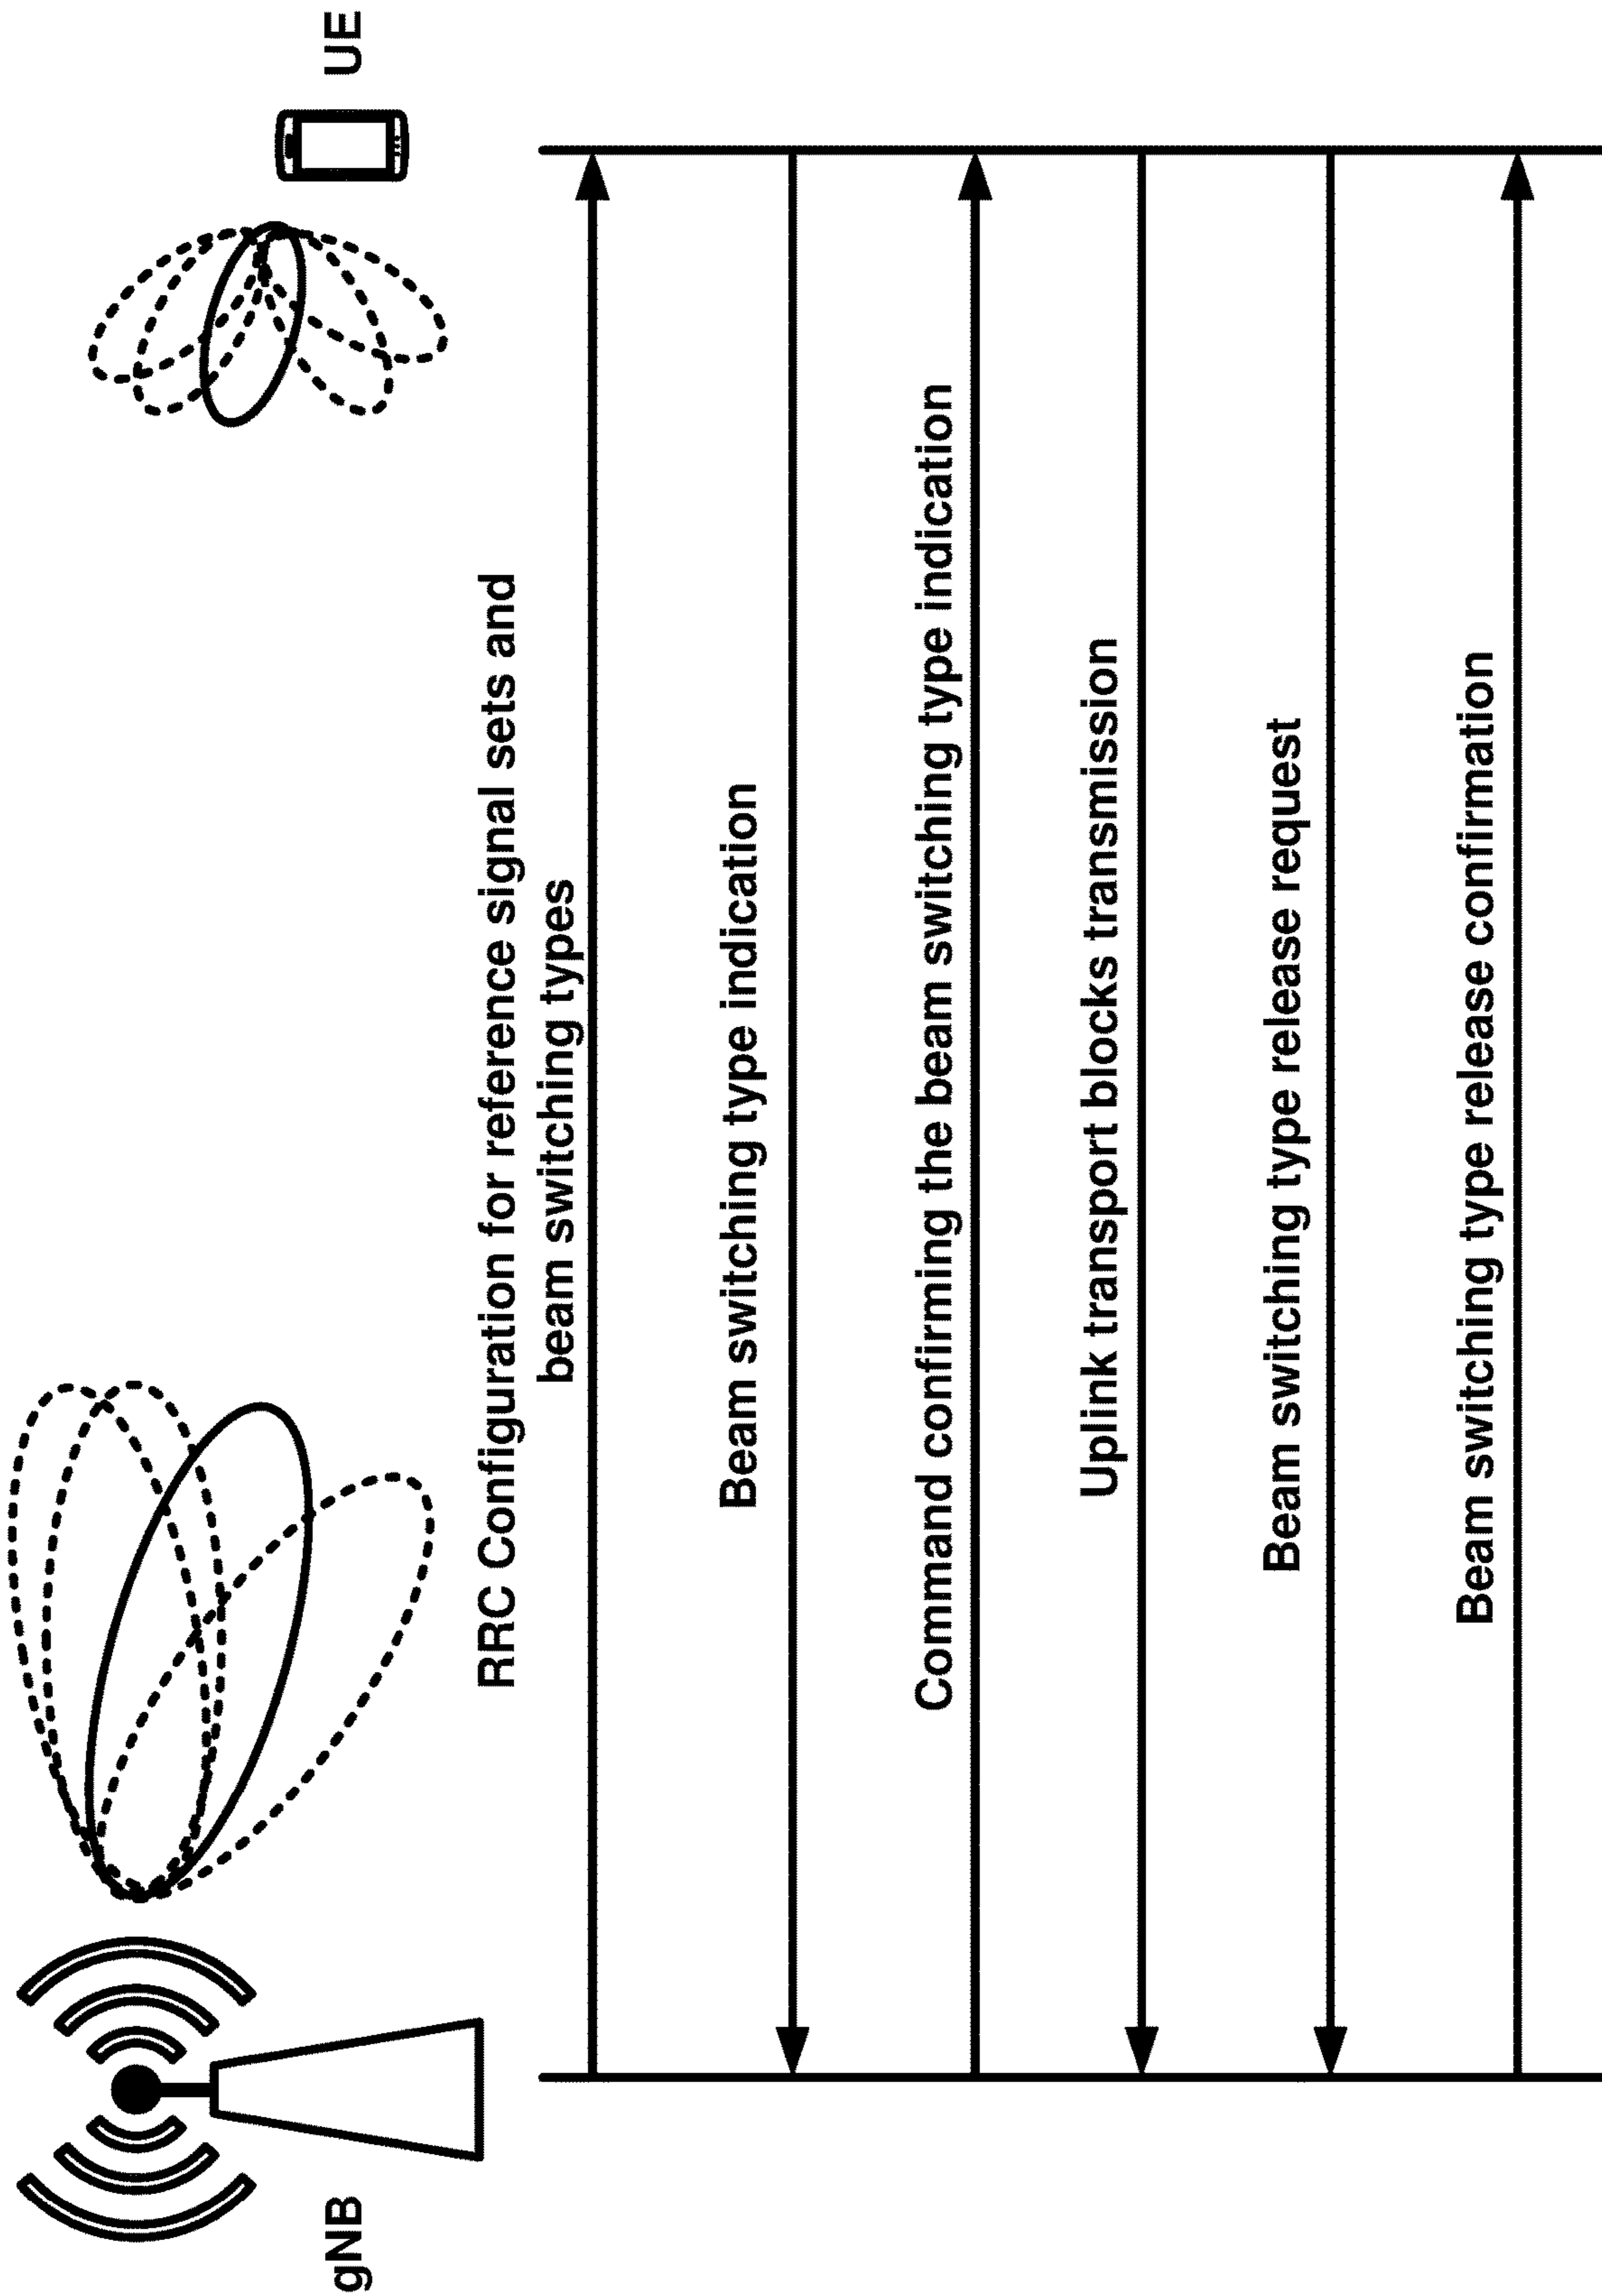 gNB
UE
RRC Configuration for reference signal sets and
beam switching types
Beam switching type indication
Command confirming the beam switching type indication
Uplink transport blocks transmission
Beam switching type release request
Beam switching type release confirmation